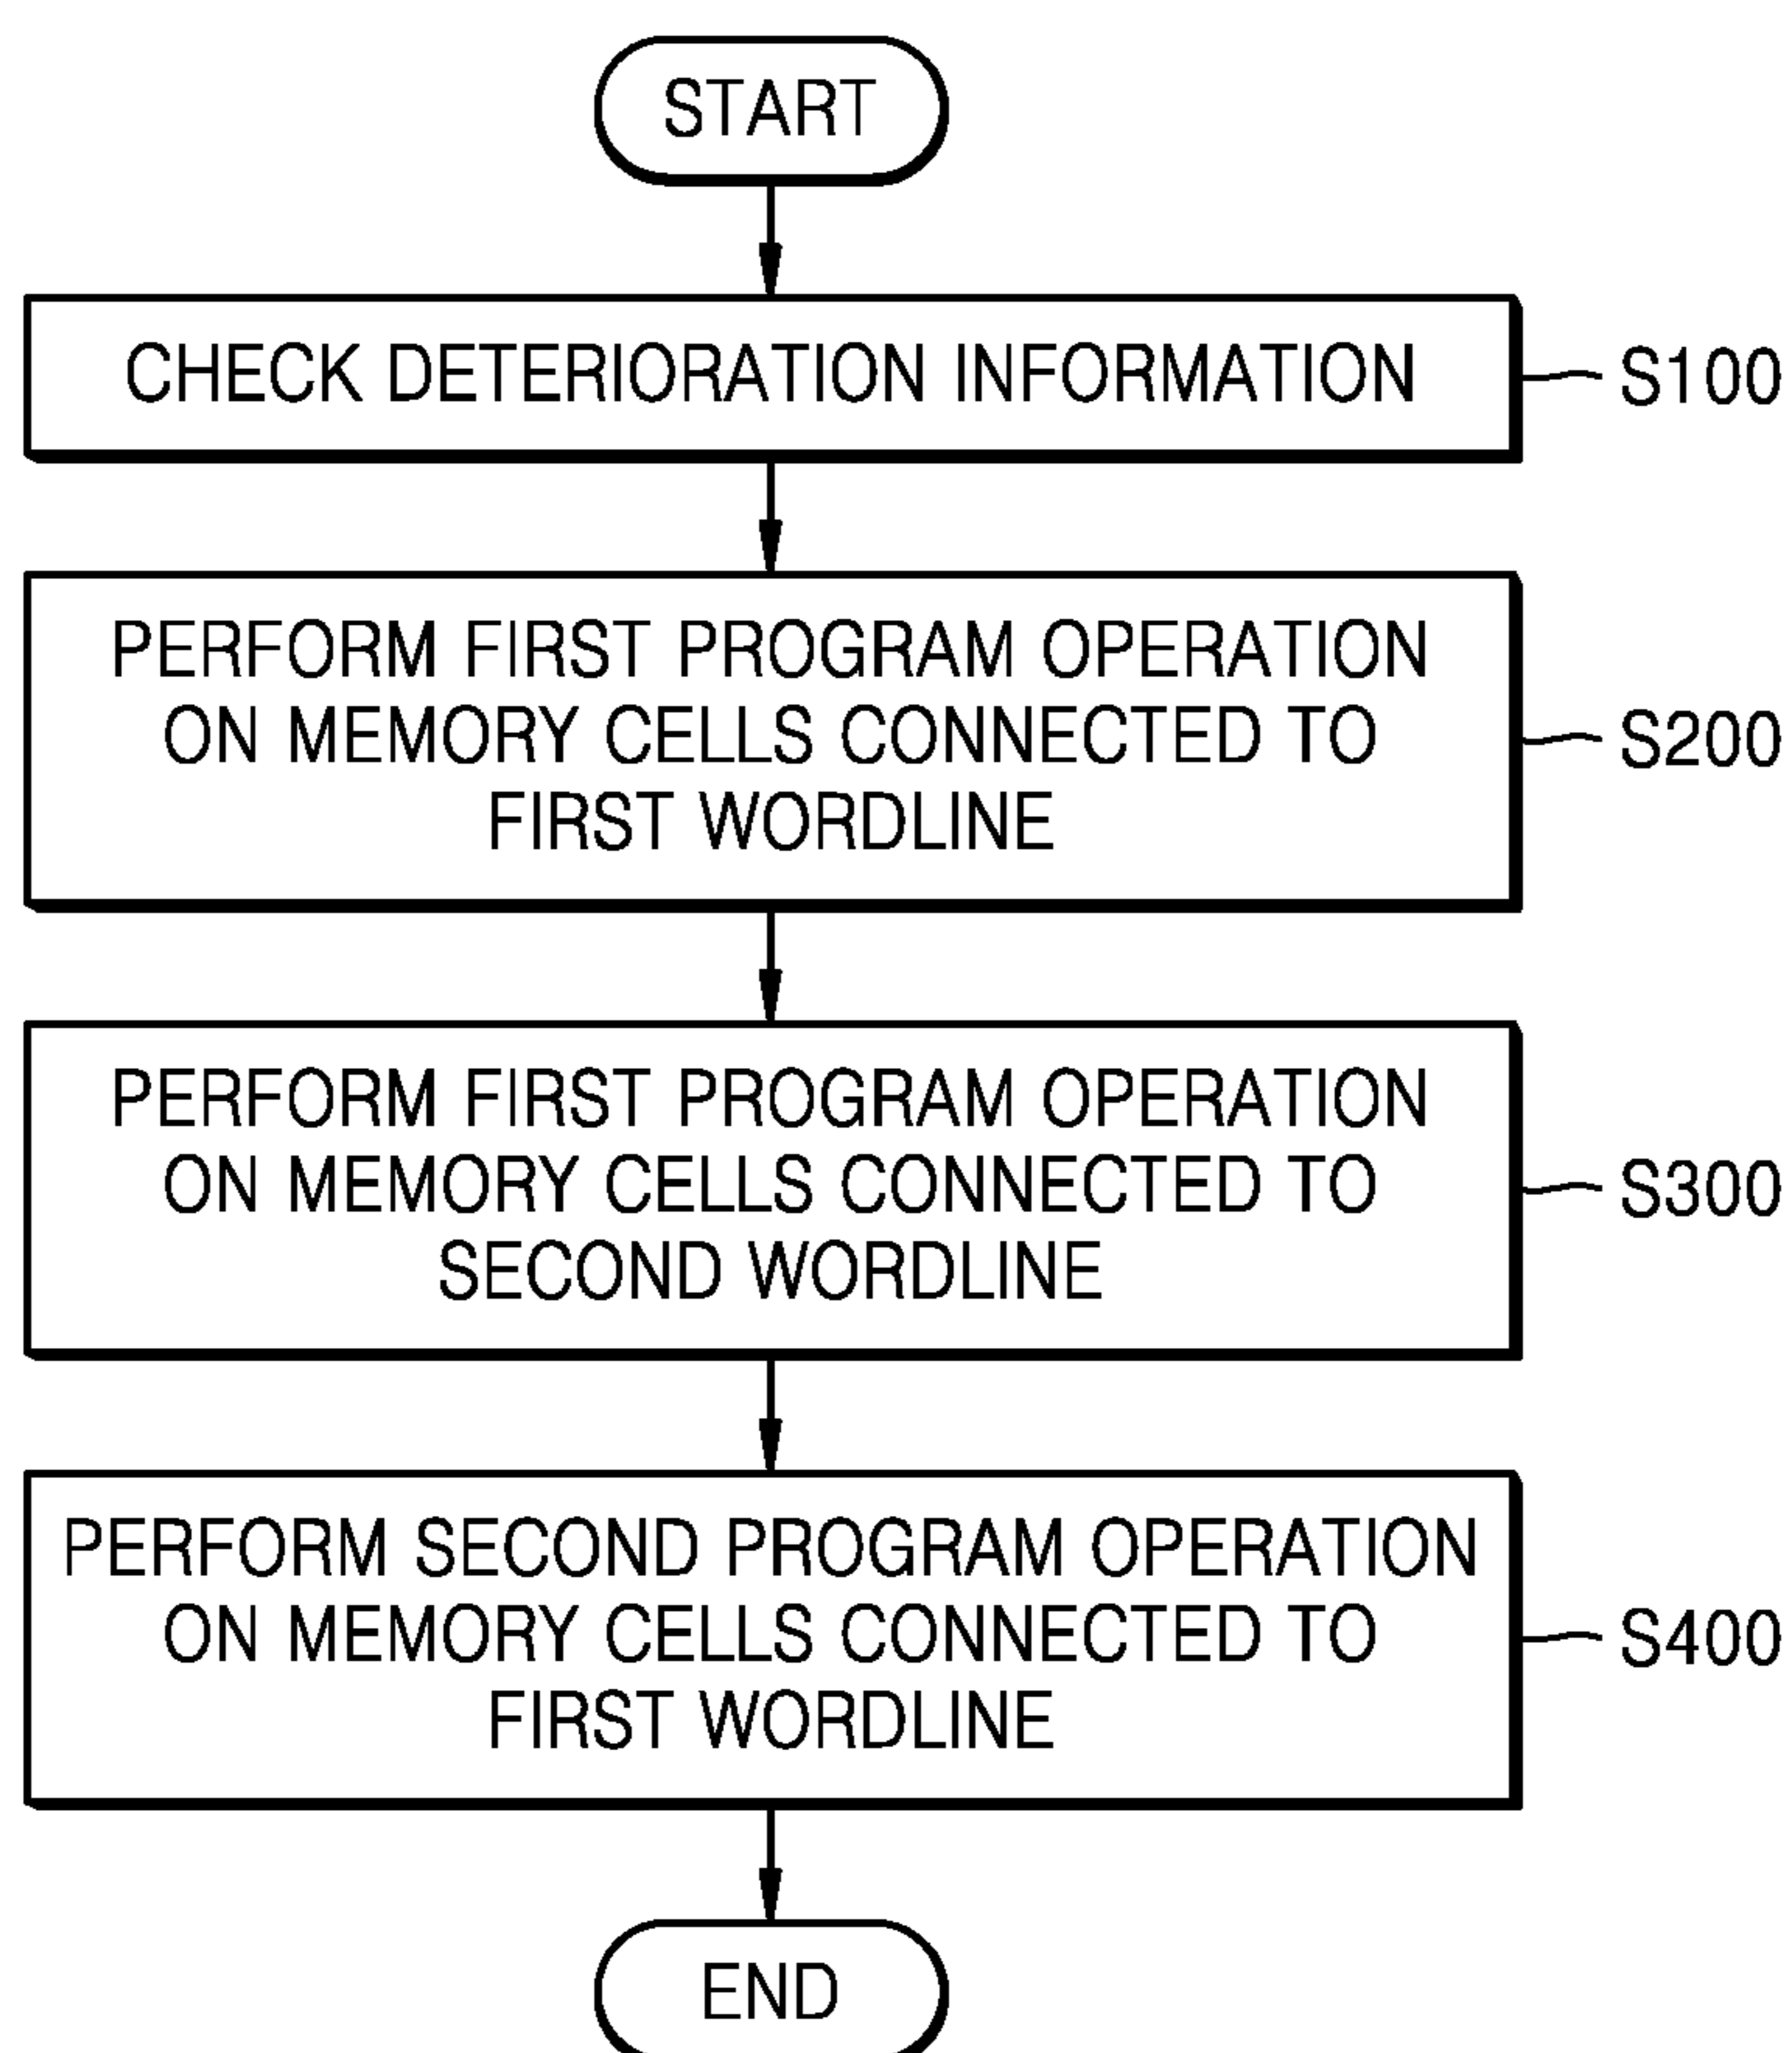 START
CHECK DETERIORATION INFORMATION
S100
PERFORM FIRST PROGRAM OPERATION
ON MEMORY CELLS CONNECTED TO
FIRST WORDLINE
S200
PERFORM FIRST PROGRAM OPERATION
ON MEMORY CELLS CONNECTED TO
SECOND WORDLINE
S300
PERFORM SECOND PROGRAM OPERATION
ON MEMORY CELLS CONNECTED TO
FIRST WORDLINE
S400
END